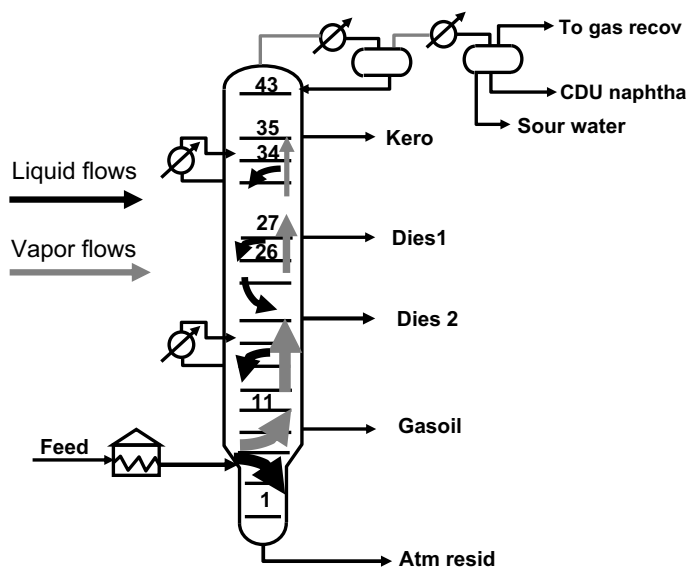 To gas recov
43
CDU naphtha
Sour water
35
Kero
34
Liquid flows
27
Dies1
Vapor flows
26
Dies 2
11
Gasoil
Feed
1
Atm resid